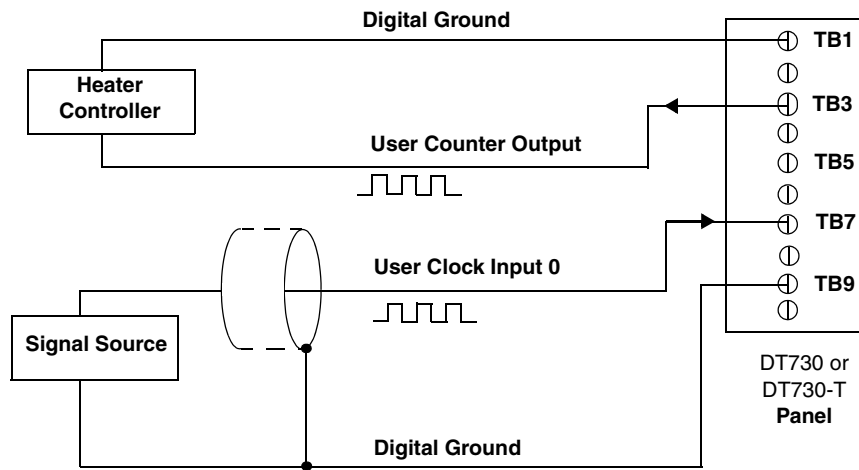 Digital Ground
TB1
Heater
Controller
TB3
User Counter Output
TB5
TB7
User Clock Input 0
TB9
Signal Source
DT730 or
DT730-T
Panel
Digital Ground